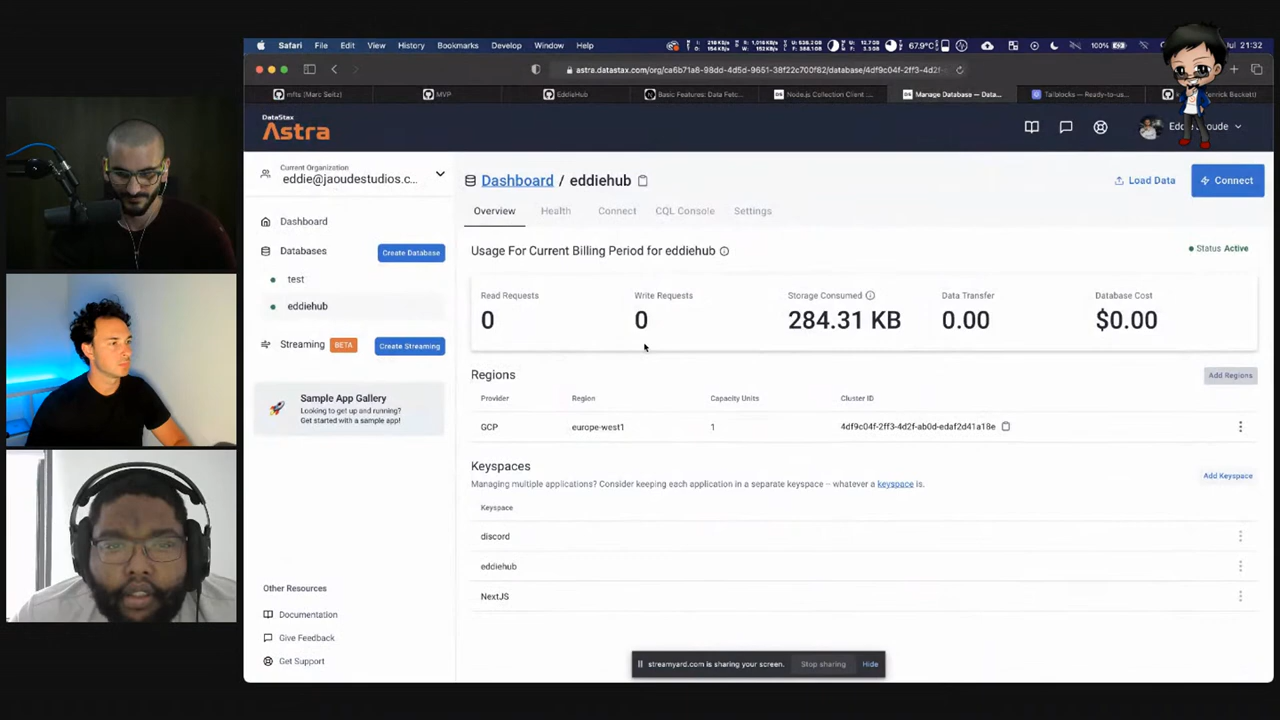 Safari File Edit View History Bookmarks Develop Window Help
100% Jul 21:32
astra.datastax.com/org/ca6b71a8-98dd-4d5d-9651-38f22c700f82/database/4df9c04f-2ff3-4d2
mfts (Marc Seitz) MVP EddieHub Basic Features: Data Fetc... Node.js Collection Client ... Manage Database — Data... Tailblocks — Ready-to-us...
DataStax
Astra
Current Organization
eddie@jaoudestudios.c...
Dashboard / eddiehub
Load Data
Connect
Dashboard
Databases
Create Database
test
eddiehub
Streaming BETA
Create Streaming
Sample App Gallery
Looking to get up and running?
Get started with a sample app!
Other Resources
Documentation
Give Feedback
Get Support
Overview Health Connect CQL Console Settings
Usage For Current Billing Period for eddiehub
Status Active
Read Requests Write Requests Storage Consumed Data Transfer Database Cost
0 0 284.31 KB 0.00 $0.00
Regions
Add Regions
Provider Region Capacity Units Cluster ID
GCP europe-west1 1 4df9c04f-2ff3-4d2f-ab0d-edaf2d41a18e
Keyspaces
Managing multiple applications? Consider keeping each application in a separate keyspace – whatever a keyspace is.
Add Keyspace
Keyspace
discord
eddiehub
NextJS
streamyard.com is sharing your screen. Stop sharing Hide